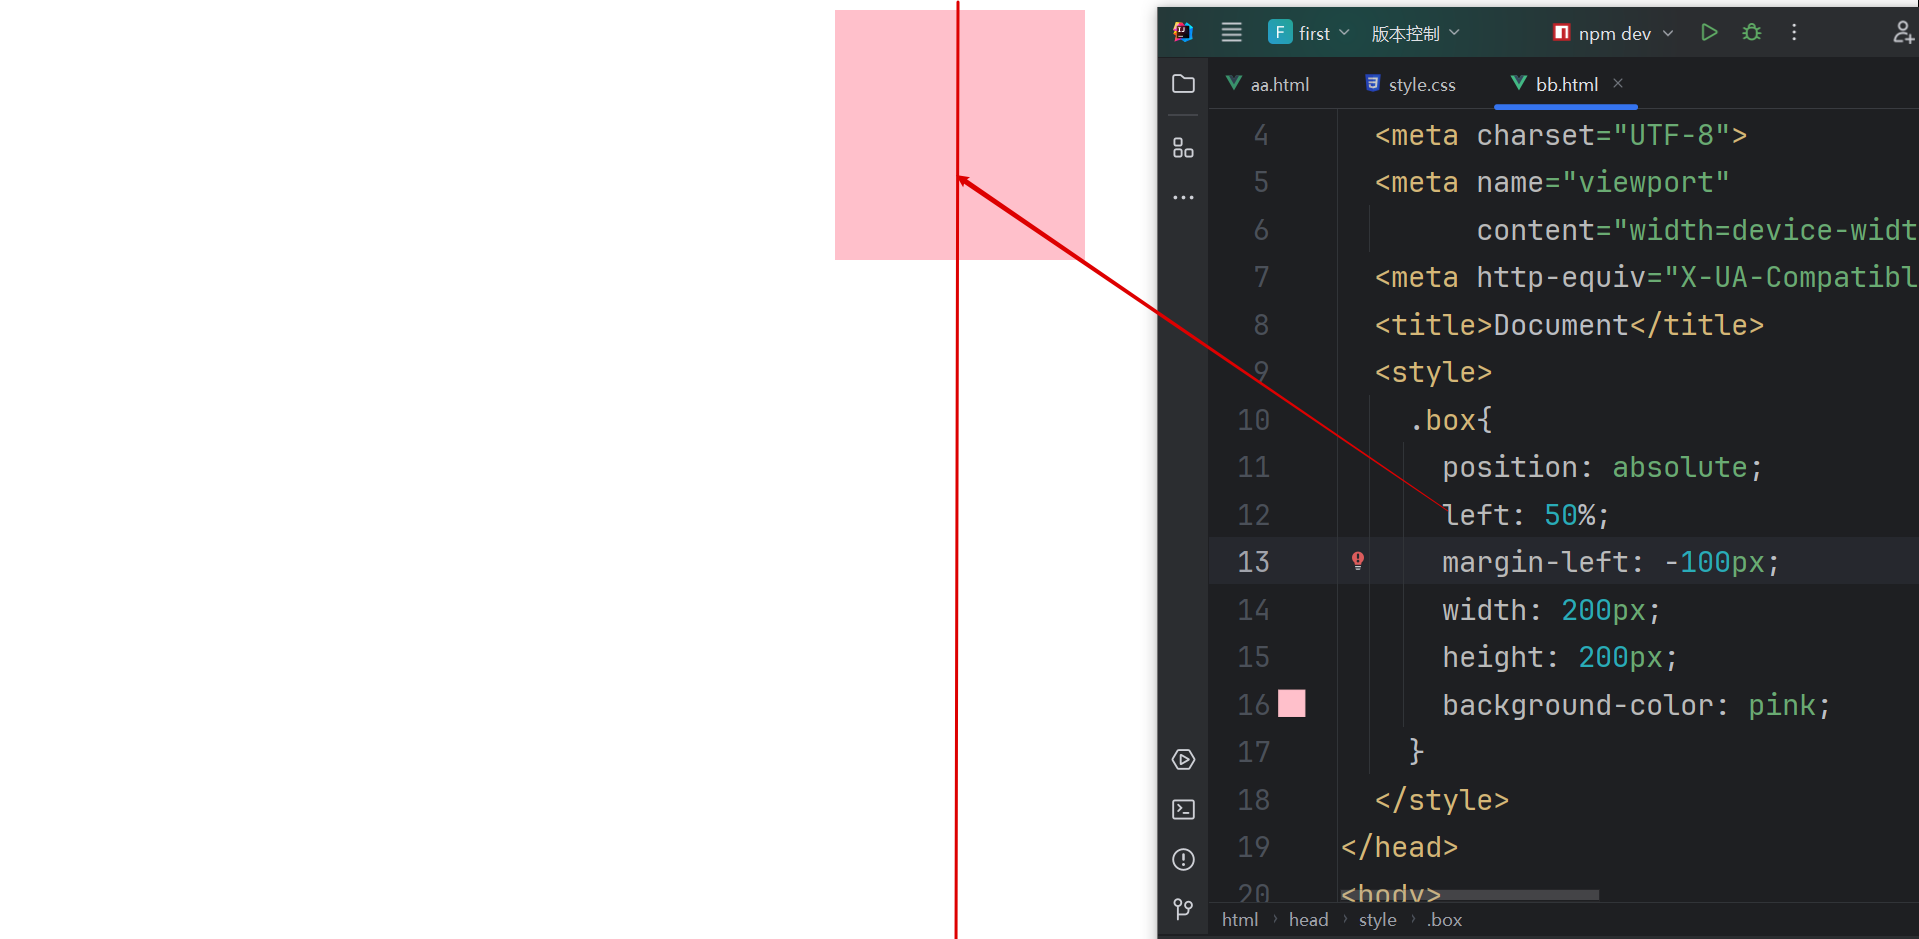 F first 版本控制 npm dev
aa.html style.css bb.html
4 <meta charset="UTF-8">
5 <meta name="viewport"
6 content="width=device-widt
7 <meta http-equiv="X-UA-Compatibl
8 <title>Document</title>
9 <style>
10 .box{
11 position: absolute;
12 left: 50%;
13 margin-left: -100px;
14 width: 200px;
15 height: 200px;
16 background-color: pink;
17 }
18 </style>
19 </head>
20 <body>
html › head › style › .box